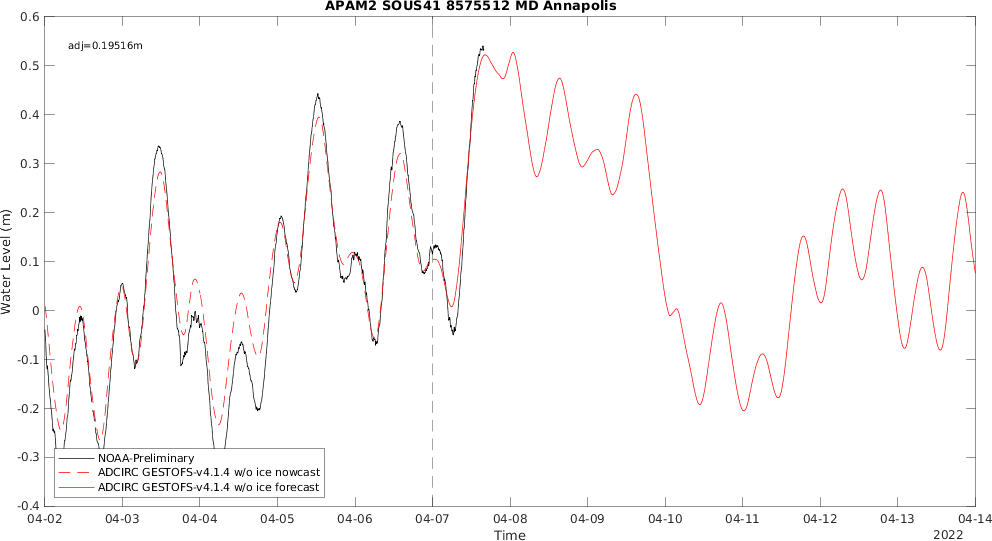 APAM2 SOUS41 8575512 MD Annapolis
adj=0.19516m
Water Level (m)
0.6
0.5
0.4
0.3
0.2
0.1
0
-0.1
-0.2
-0.3
-0.4
NOAA-Preliminary
ADCIRC GESTOFS-v4.1.4 w/o ice nowcast
ADCIRC GESTOFS-v4.1.4 w/o ice forecast
04-02 04-03 04-04 04-05 04-06 04-07 04-08 04-09 04-10 04-11 04-12 04-13 04-14
Time
2022